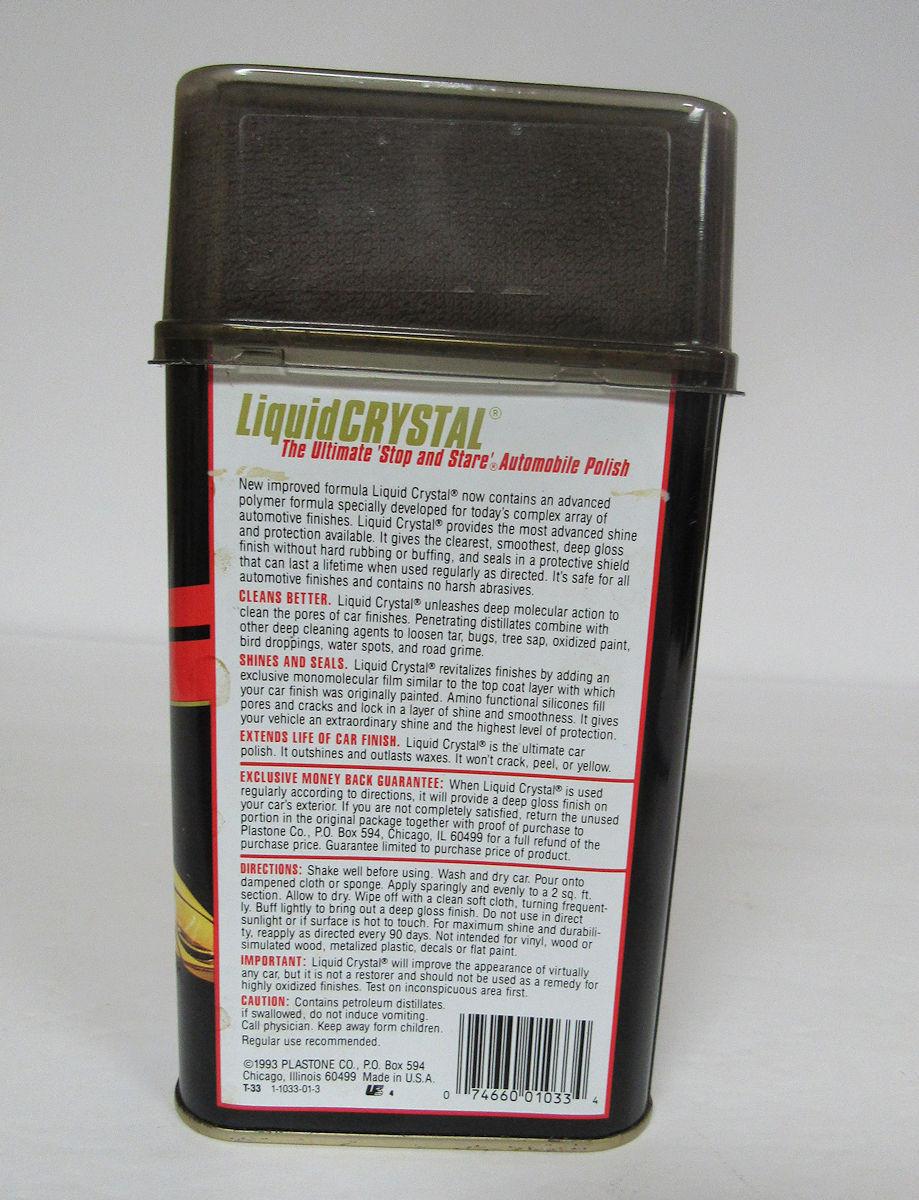 LiquidCRYSTAL®
The Ultimate 'Stop and Stare'® Automobile Polish
New improved formula Liquid Crystal® now contains an advanced
polymer formula specially developed for today's complex array of
automotive finishes. Liquid Crystal® provides the most advanced shine
and protection available. It gives the clearest, smoothest, deep gloss
finish without hard rubbing or buffing, and seals in a protective shield
that can last a lifetime when used regularly as directed. It's safe for all
automotive finishes and contains no harsh abrasives.
CLEANS BETTER. Liquid Crystal® unleashes deep molecular action to
clean the pores of car finishes. Penetrating distillates combine with
other deep cleaning agents to loosen tar, bugs, tree sap, oxidized paint,
bird droppings, water spots, and road grime.
SHINES AND SEALS. Liquid Crystal® revitalizes finishes by adding an
exclusive monomolecular film similar to the top coat layer with which
your car finish was originally painted. Amino functional silicones fill
pores and cracks and lock in a layer of shine and smoothness. It gives
your vehicle an extraordinary shine and the highest level of protection.
EXTENDS LIFE OF CAR FINISH. Liquid Crystal® is the ultimate car
polish. It outshines and outlasts waxes. It won't crack, peel, or yellow.
EXCLUSIVE MONEY BACK GUARANTEE: When Liquid Crystal® is used
regularly according to directions, it will provide a deep gloss finish on
your car's exterior. If you are not completely satisfied, return the unused
portion in the original package together with proof of purchase to
Plastone Co., P.O. Box 594, Chicago, IL 60499 for a full refund of the
purchase price. Guarantee limited to purchase price of product.
DIRECTIONS: Shake well before using. Wash and dry car. Pour onto
dampened cloth or sponge. Apply sparingly and evenly to a 2 sq. ft.
section. Allow to dry. Wipe off with a clean soft cloth, turning frequent-
ly. Buff lightly to bring out a deep gloss finish. Do not use in direct
sunlight or if surface is hot to touch. For maximum shine and durabili-
ty, reapply as directed every 90 days. Not intended for vinyl, wood or
simulated wood, metalized plastic, decals or flat paint.
IMPORTANT: Liquid Crystal® will improve the appearance of virtually
any car, but it is not a restorer and should not be used as a remedy for
highly oxidized finishes. Test on inconspicuous area first.
CAUTION: Contains petroleum distillates.
if swallowed, do not induce vomiting.
Call physician. Keep away form children.
Regular use recommended.
©1993 PLASTONE CO., P.O. Box 594
Chicago, Illinois 60499 Made in U.S.A.
T-33 1-1033-01-3 4
0 74660 01033 4